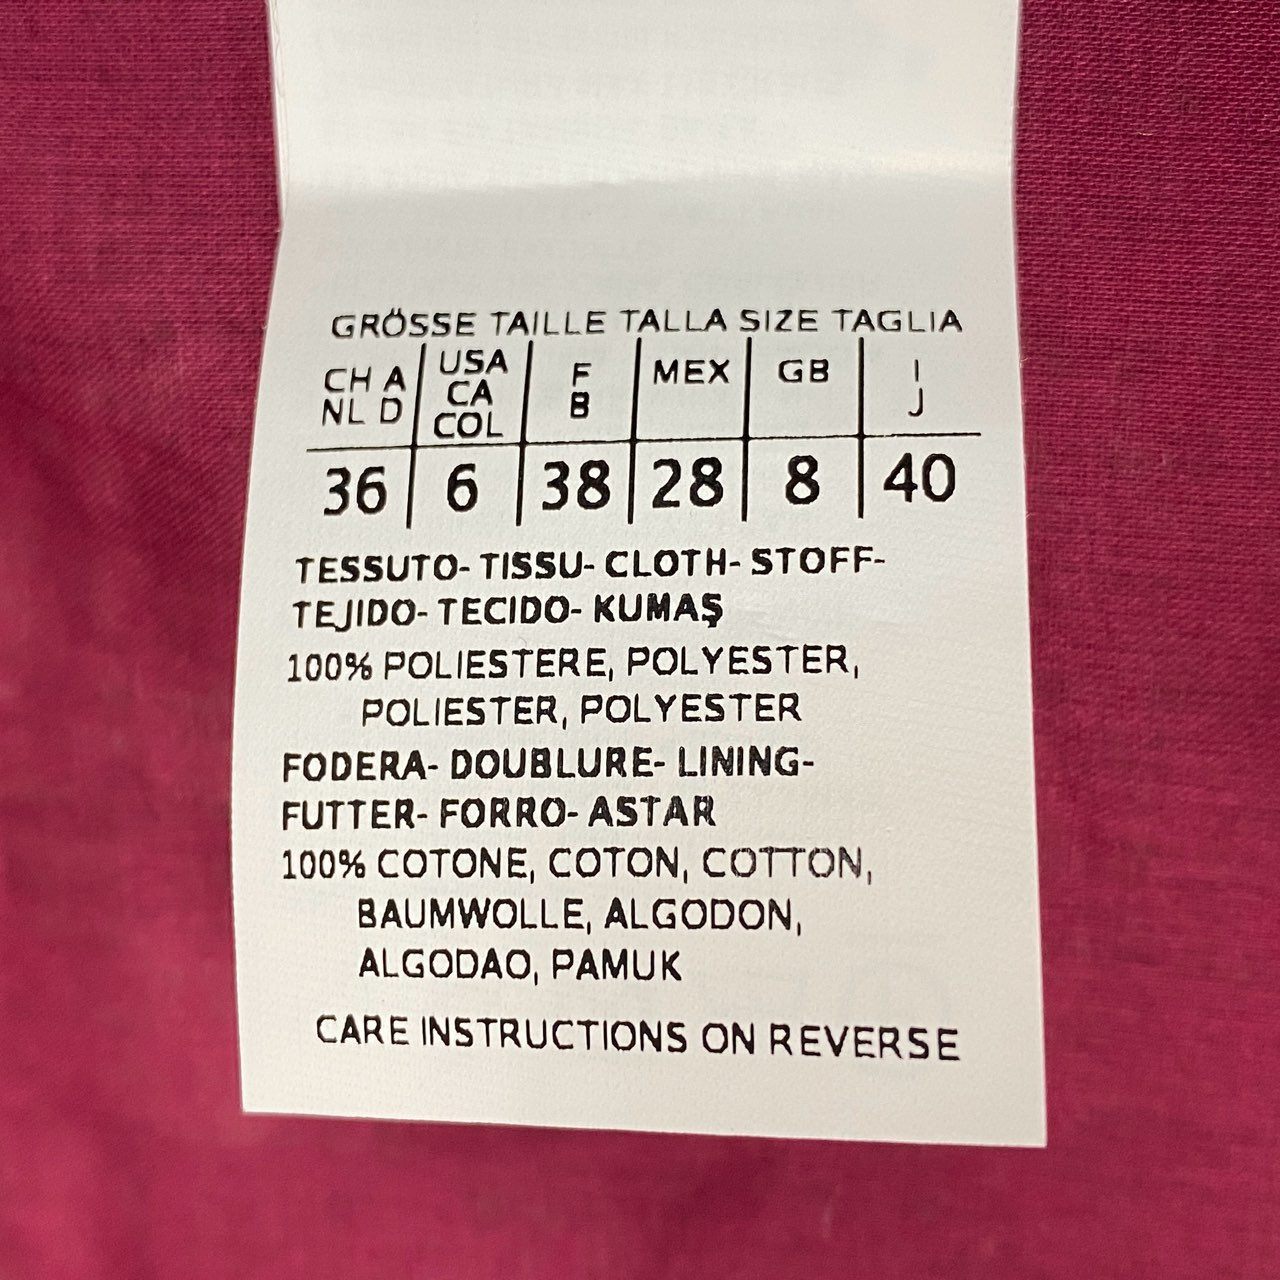 GRÖSSE TAILLE TALLA SIZE TAGLIA
CH A NL D | USA CA COL | F B | MEX | GB | I J
36 | 6 | 38 | 28 | 8 | 40
TESSUTO- TISSU- CLOTH- STOFF-
TEJIDO- TECIDO- KUMAŞ
100% POLIESTERE, POLYESTER,
POLIESTER, POLYESTER
FODERA- DOUBLURE- LINING-
FUTTER- FORRO- ASTAR
100% COTONE, COTON, COTTON,
BAUMWOLLE, ALGODON,
ALGODAO, PAMUK
CARE INSTRUCTIONS ON REVERSE